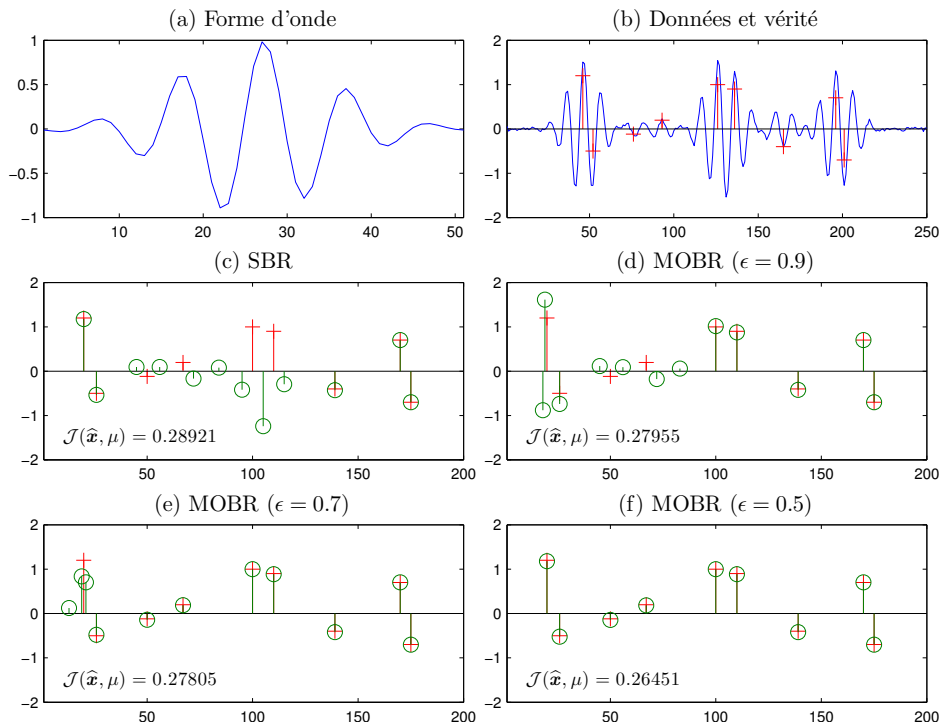 (a) Forme d'onde
1
0.5
0
−0.5
−1
10 20 30 40 50
(b) Données et vérité
2
1
0
−1
−2
50 100 150 200 250
(c) SBR
2
1
0
−1
−2
50 100 150 200
𝒥(x̂, μ) = 0.28921
(d) MOBR (ϵ = 0.9)
2
1
0
−1
−2
50 100 150 200
𝒥(x̂, μ) = 0.27955
(e) MOBR (ϵ = 0.7)
2
1
0
−1
−2
50 100 150 200
𝒥(x̂, μ) = 0.27805
(f) MOBR (ϵ = 0.5)
2
1
0
−1
−2
50 100 150 200
𝒥(x̂, μ) = 0.26451